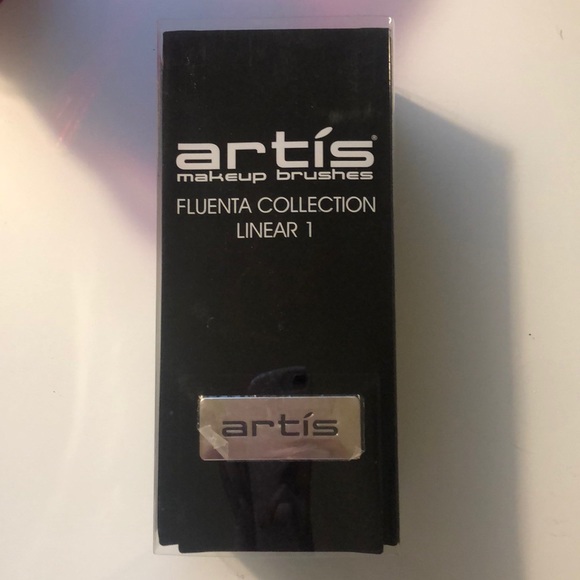 artís®
makeup brushes
FLUENTA COLLECTION
LINEAR 1
artís